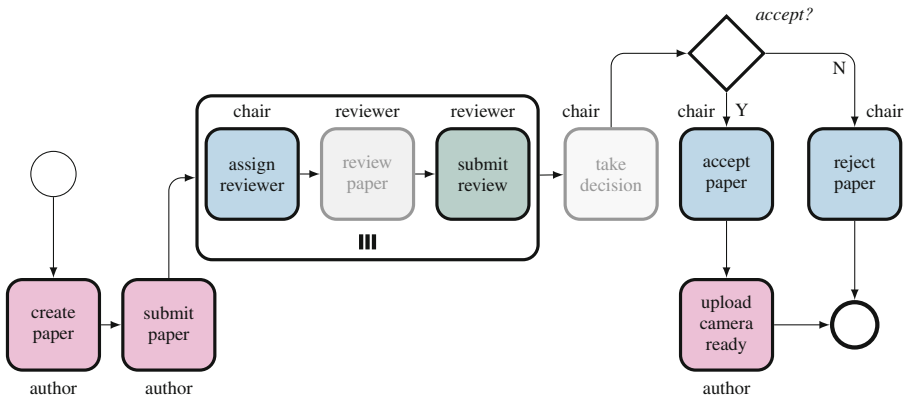 accept?
N
chair
reviewer
reviewer
chair
chair
Y
chair
assign
reviewer
review
paper
submit
review
take
decision
accept
paper
reject
paper
create
paper
submit
paper
upload
camera
ready
author
author
author